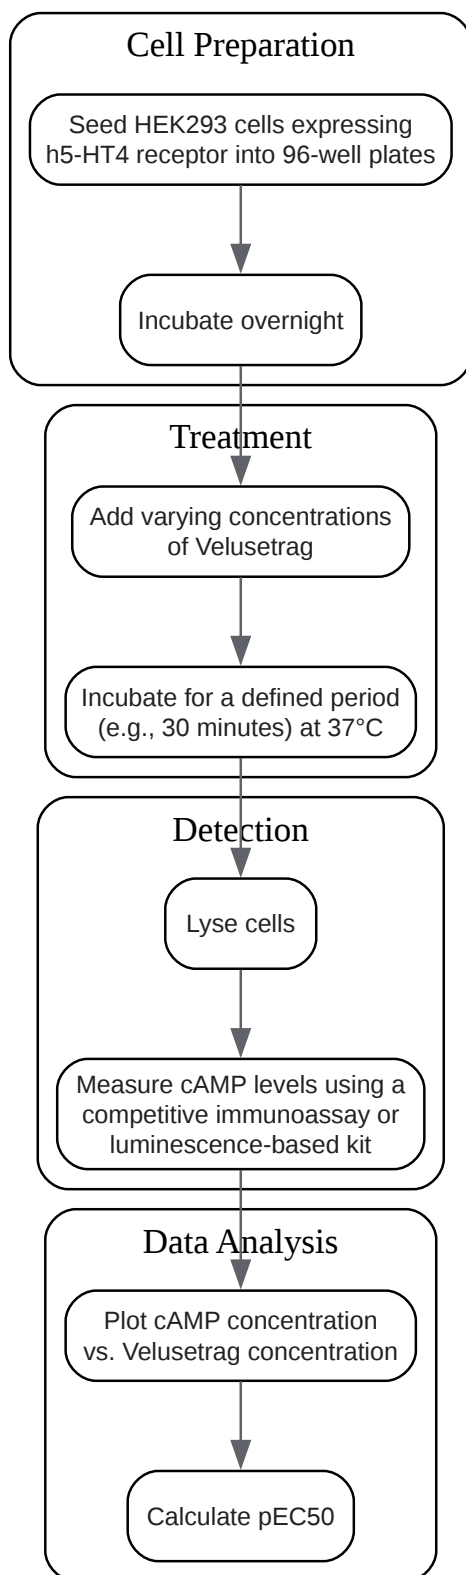 Cell Preparation
Seed HEK293 cells expressing
h5-HT4 receptor into 96-well plates
Incubate overnight
Treatment
Add varying concentrations
of Velusetrag
Incubate for a defined period
(e.g., 30 minutes) at 37°C
Detection
Lyse cells
Measure cAMP levels using a
competitive immunoassay or
luminescence-based kit
Data Analysis
Plot cAMP concentration
vs. Velusetrag concentration
Calculate pEC50